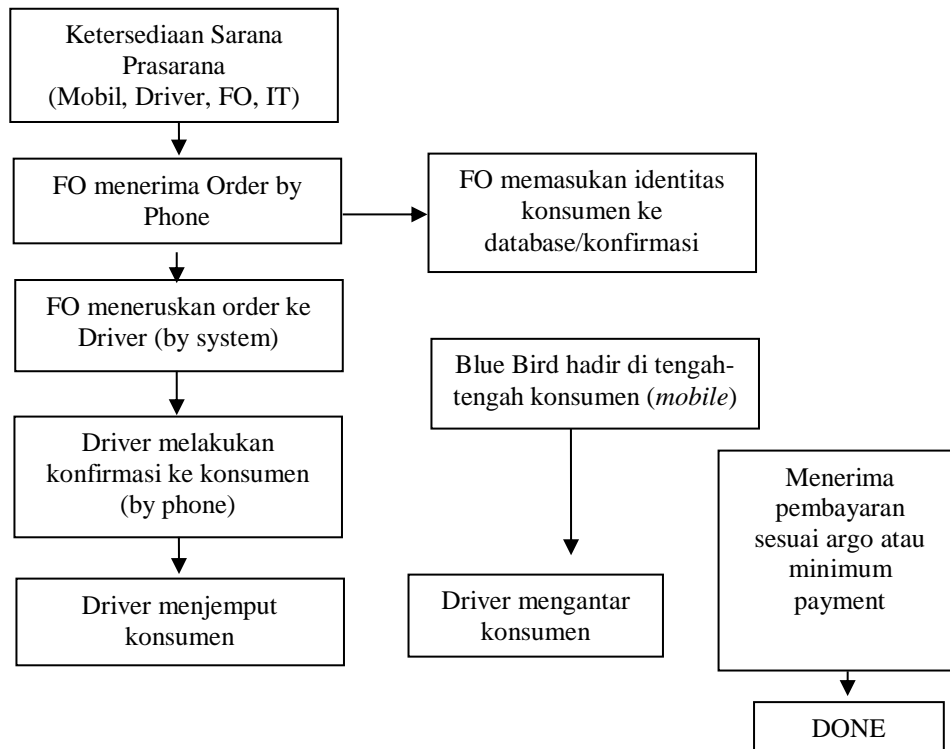 Ketersediaan Sarana
Prasarana
(Mobil, Driver, FO, IT)
FO menerima Order by
Phone
FO memasukan identitas
konsumen ke
database/konfirmasi
FO meneruskan order ke
Driver (by system)
Blue Bird hadir di tengah-
tengah konsumen (mobile)
Driver melakukan
konfirmasi ke konsumen
(by phone)
Menerima
pembayaran
sesuai argo atau
minimum
payment
Driver menjemput
konsumen
Driver mengantar
konsumen
DONE